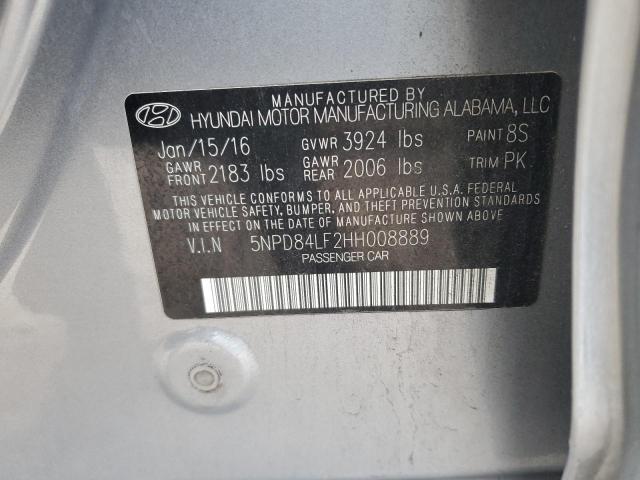 MANUFACTURED BY
HYUNDAI MOTOR MANUFACTURING ALABAMA, LLC
Jan/15/16 GVWR 3924 lbs PAINT 8S
GAWR FRONT 2183 lbs GAWR REAR 2006 lbs TRIM PK
THIS VEHICLE CONFORMS TO ALL APPLICABLE U.S.A. FEDERAL
MOTOR VEHICLE SAFETY, BUMPER, AND THEFT PREVENTION STANDARDS
IN EFFECT ON THE DATE OF MANUFACTURE SHOWN ABOVE
V.I.N 5NPD84LF2HH008889
PASSENGER CAR